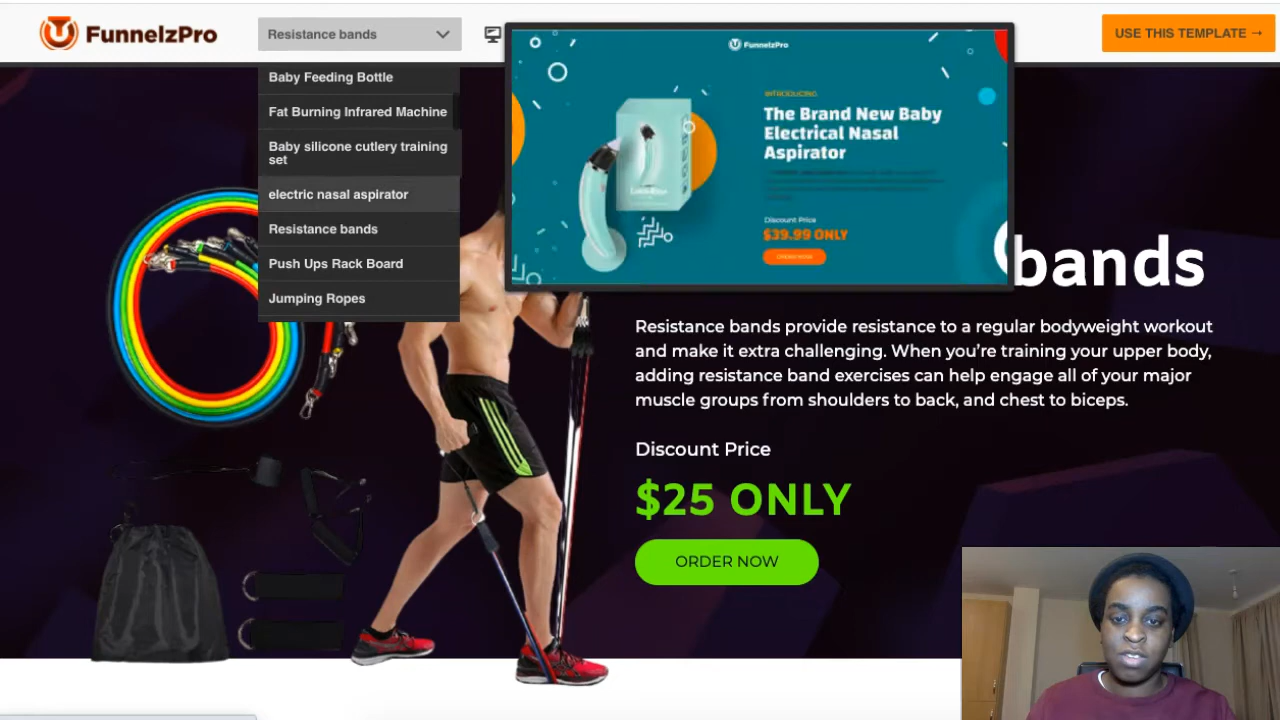 FunnelzPro
Resistance bands
USE THIS TEMPLATE →
Baby Feeding Bottle
Fat Burning Infrared Machine
Baby silicone cutlery training
set
electric nasal aspirator
Resistance bands
Push Ups Rack Board
Jumping Ropes
FunnelzPro
INTRODUCING
The Brand New Baby
Electrical Nasal
Aspirator
Discount Price
$39.99 ONLY
ORDER NOW
bands
Resistance bands provide resistance to a regular bodyweight workout
and make it extra challenging. When you’re training your upper body,
adding resistance band exercises can help engage all of your major
muscle groups from shoulders to back, and chest to biceps.
Discount Price
$25 ONLY
ORDER NOW